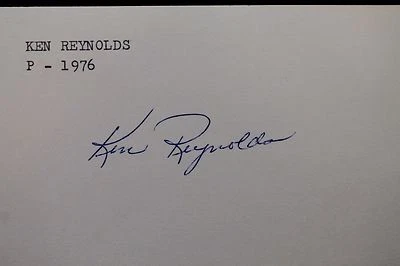 KEN REYNOLDS
P - 1976
Ken Reynolds